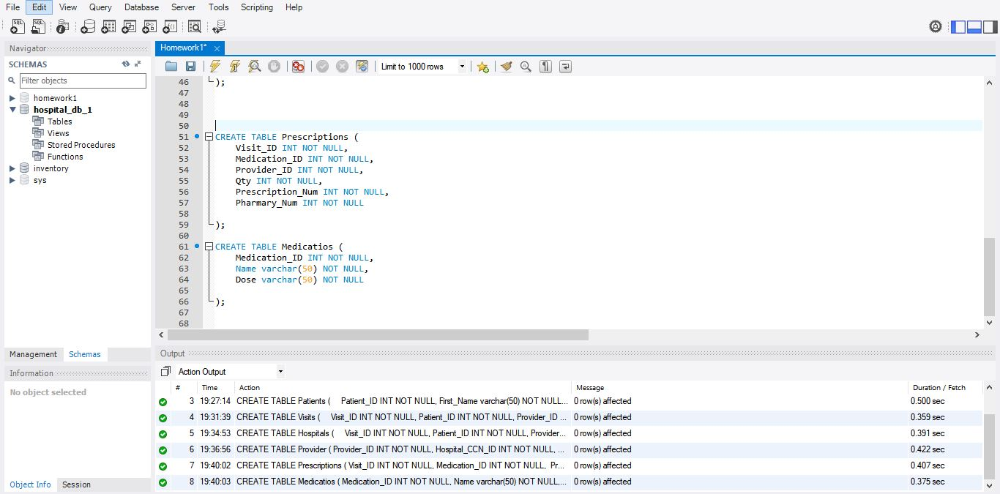 File Edit View Query Database Server Tools Scripting Help
Navigator
SCHEMAS
Filter objects
homework1
hospital_db_1
Tables
Views
Stored Procedures
Functions
inventory
sys
Management Schemas
Information
No object selected
Object Info Session
Homework1*
Limit to 1000 rows
46 );
47
48
49
50
51 CREATE TABLE Prescriptions (
52 Visit_ID INT NOT NULL,
53 Medication_ID INT NOT NULL,
54 Provider_ID INT NOT NULL,
55 Qty INT NOT NULL,
56 Prescription_Num INT NOT NULL,
57 Pharmary_Num INT NOT NULL
58
59 );
60
61 CREATE TABLE Medicatios (
62 Medication_ID INT NOT NULL,
63 Name varchar(50) NOT NULL,
64 Dose varchar(50) NOT NULL
65
66 );
67
68
Output
Action Output
# Time Action Message Duration / Fetch
3 19:27:14 CREATE TABLE Patients ( Patient_ID INT NOT NULL, First_Name varchar(50) NOT NULL... 0 row(s) affected 0.500 sec
4 19:31:39 CREATE TABLE Visits ( Visit_ID INT NOT NULL, Patient_ID INT NOT NULL, Provider_ID ... 0 row(s) affected 0.359 sec
5 19:34:53 CREATE TABLE Hospitals ( Visit_ID INT NOT NULL, Patient_ID INT NOT NULL, Provider... 0 row(s) affected 0.391 sec
6 19:36:56 CREATE TABLE Provider ( Provider_ID INT NOT NULL, Hospital_CCN_ID INT NOT NULL, ... 0 row(s) affected 0.422 sec
7 19:40:02 CREATE TABLE Prescriptions ( Visit_ID INT NOT NULL, Medication_ID INT NOT NULL, Pr... 0 row(s) affected 0.407 sec
8 19:40:03 CREATE TABLE Medicatios ( Medication_ID INT NOT NULL, Name varchar(50) NOT NULL,... 0 row(s) affected 0.375 sec